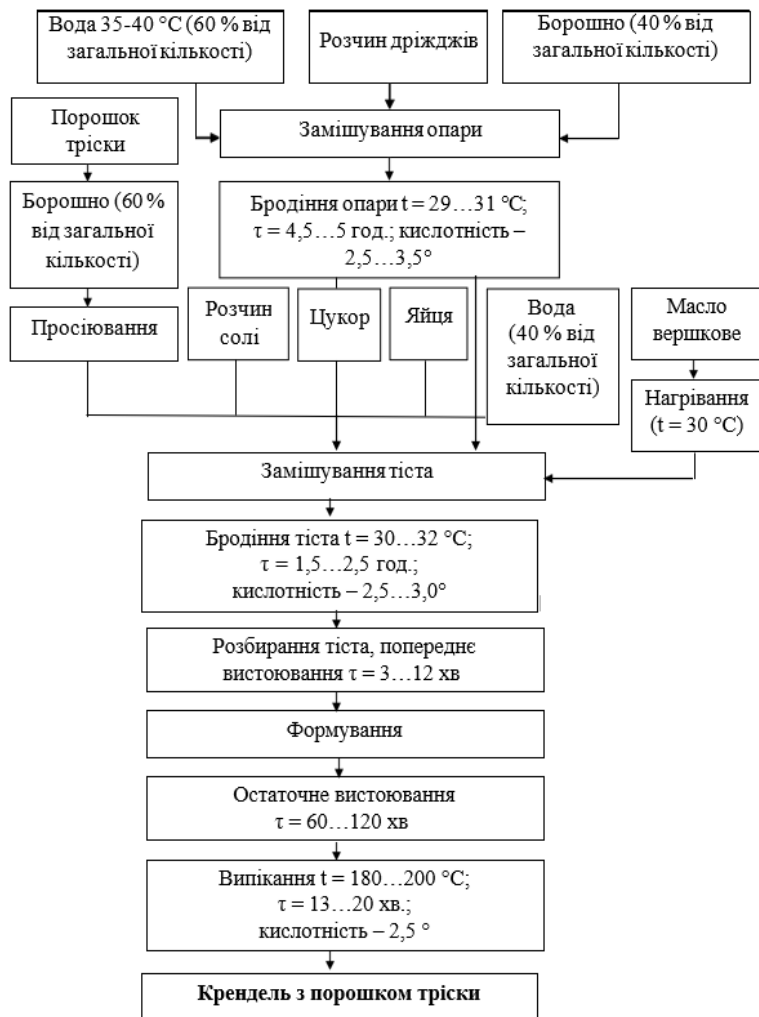 Вода 35-40 °С (60 % від
загальної кількості)
Розчин дріжджів
Борошно (40 % від
загальної кількості)
Порошок
тріски
Замішування опари
Борошно (60 %
від загальної
кількості)
Бродіння опари t = 29…31 °С;
τ = 4,5…5 год.; кислотність –
2,5…3,5°
Просіювання
Розчин
солі
Цукор
Яйця
Вода
(40 % від
загальної
кількості)
Масло
вершкове
Нагрівання
(t = 30 °С)
Замішування тіста
Бродіння тіста t = 30…32 °С;
τ = 1,5…2,5 год.;
кислотність – 2,5…3,0°
Розбирання тіста, попереднє
вистоювання τ = 3…12 хв
Формування
Остаточне вистоювання
τ = 60…120 хв
Випікання t = 180…200 °С;
τ = 13…20 хв.;
кислотність – 2,5 °
Крендель з порошком тріски